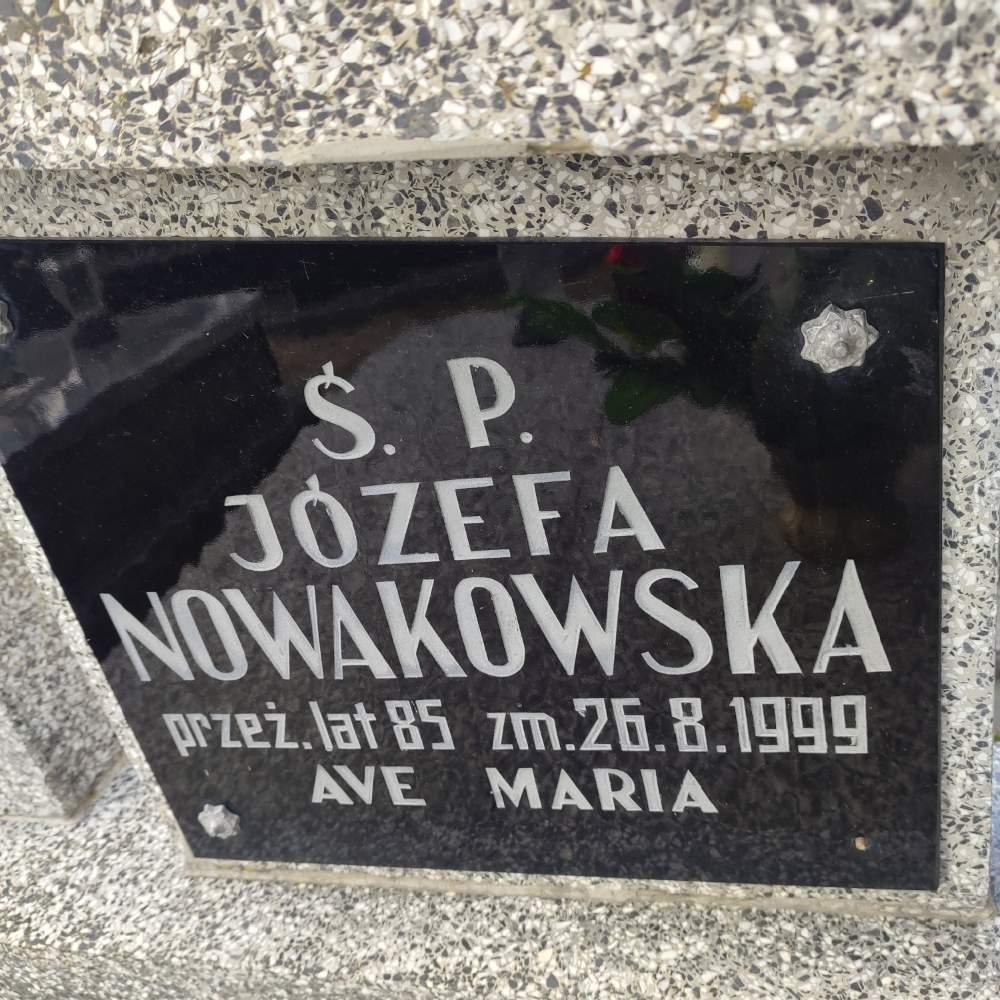 Ś. P.
JÓZEFA
NOWAKOWSKA
przeż. lat 85 zm. 26.8.1999
AVE MARIA